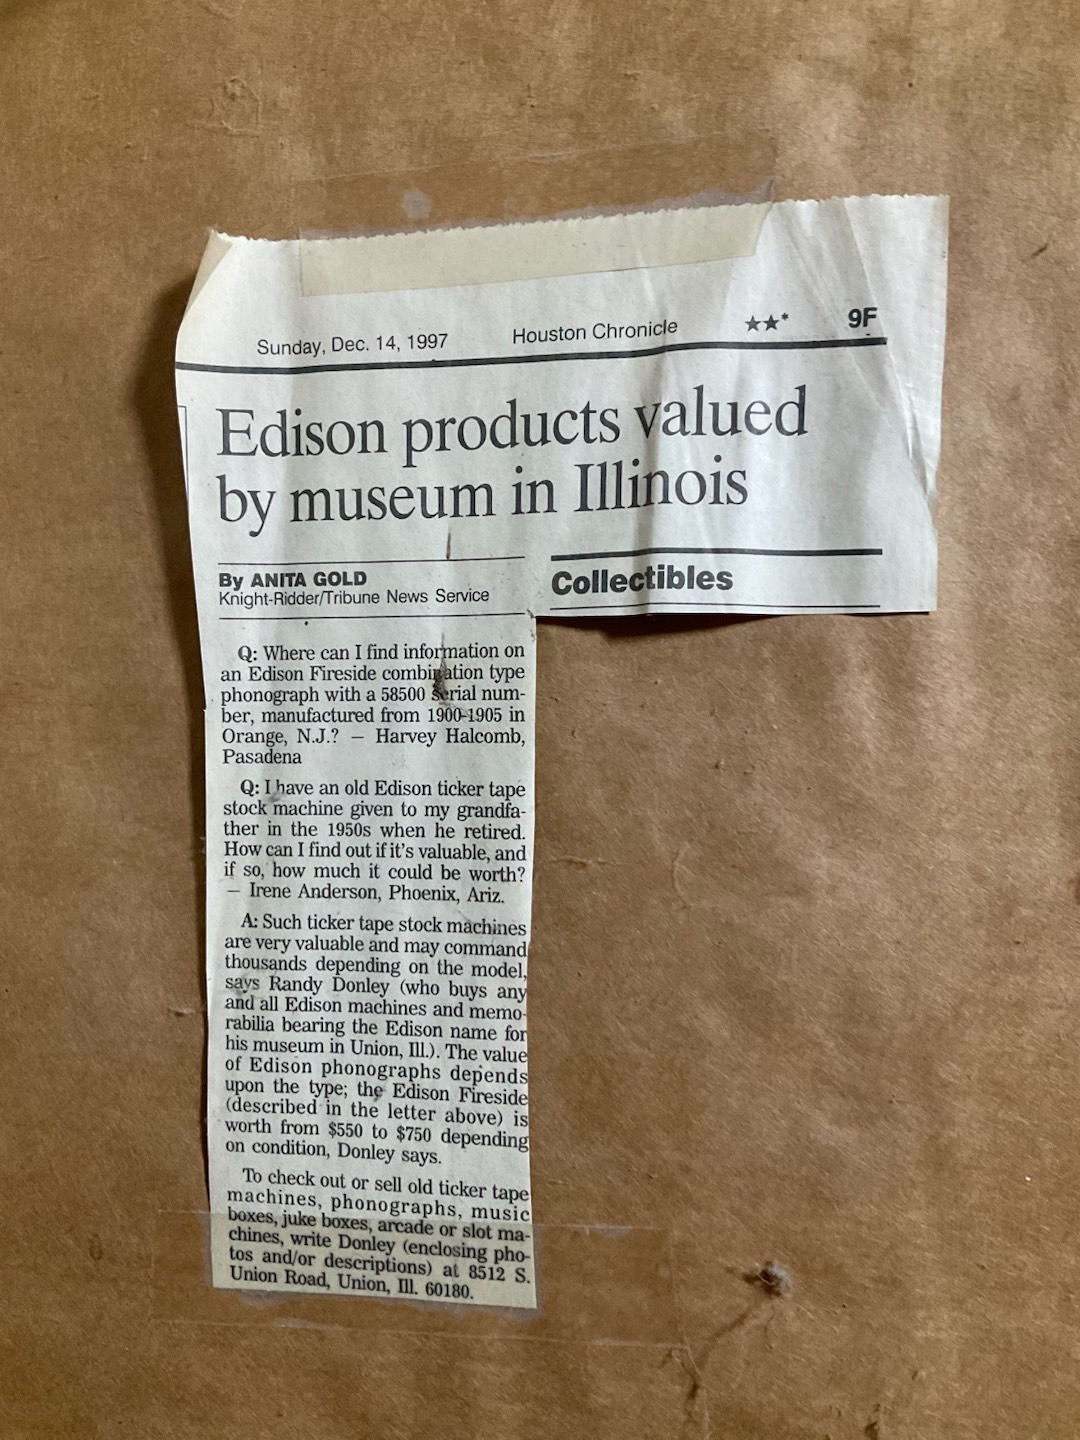 Sunday, Dec. 14, 1997 Houston Chronicle ★★* 9F
Edison products valued
by museum in Illinois
By ANITA GOLD
Knight-Ridder/Tribune News Service
Collectibles
Q: Where can I find information on
an Edison Fireside combination type
phonograph with a 58500 serial num-
ber, manufactured from 1900-1905 in
Orange, N.J.? — Harvey Halcomb,
Pasadena
Q: I have an old Edison ticker tape
stock machine given to my grandfa-
ther in the 1950s when he retired.
How can I find out if it's valuable, and
if so, how much it could be worth?
— Irene Anderson, Phoenix, Ariz.
A: Such ticker tape stock machines
are very valuable and may command
thousands depending on the model,
says Randy Donley (who buys any
and all Edison machines and memo-
rabilia bearing the Edison name for
his museum in Union, Ill.). The value
of Edison phonographs depends
upon the type; the Edison Fireside
(described in the letter above) is
worth from $550 to $750 depending
on condition, Donley says.
To check out or sell old ticker tape
machines, phonographs, music
boxes, juke boxes, arcade or slot ma-
chines, write Donley (enclosing pho-
tos and/or descriptions) at 8512 S.
Union Road, Union, Ill. 60180.